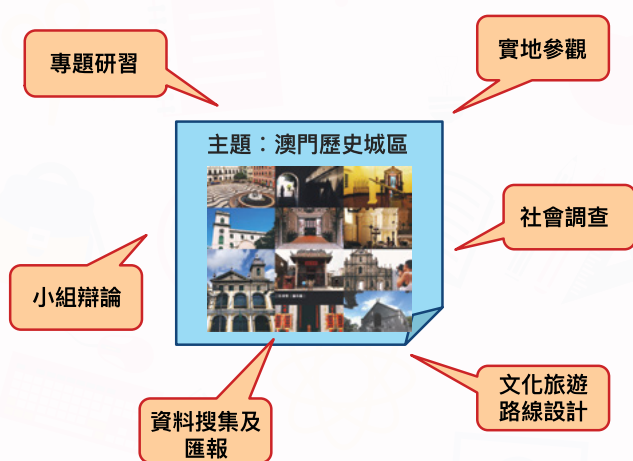 專題研習
實地參觀
主題：澳門歷史城區
社會調查
小組辯論
文化旅遊
路線設計
資料搜集及
匯報